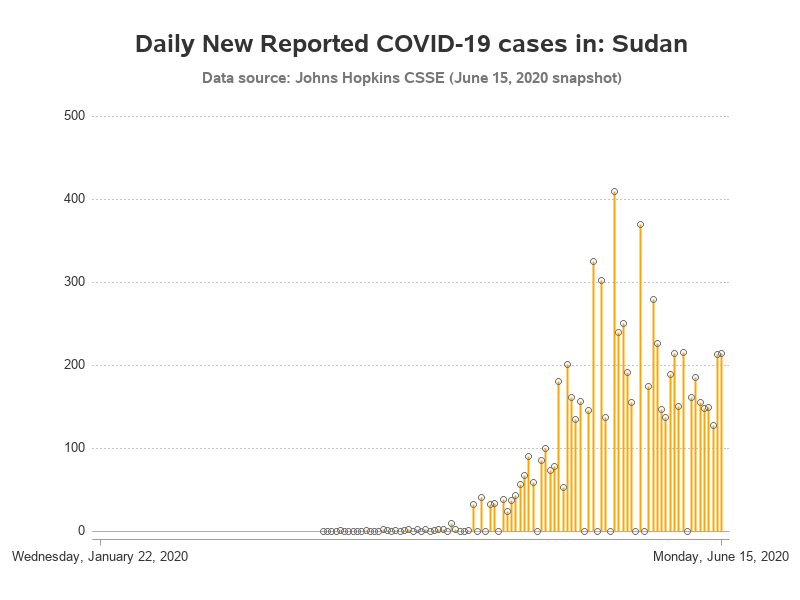 Daily New Reported COVID-19 cases in: Sudan
Data source: Johns Hopkins CSSE (June 15, 2020 snapshot)
500
400
300
200
100
0
Wednesday, January 22, 2020
Monday, June 15, 2020